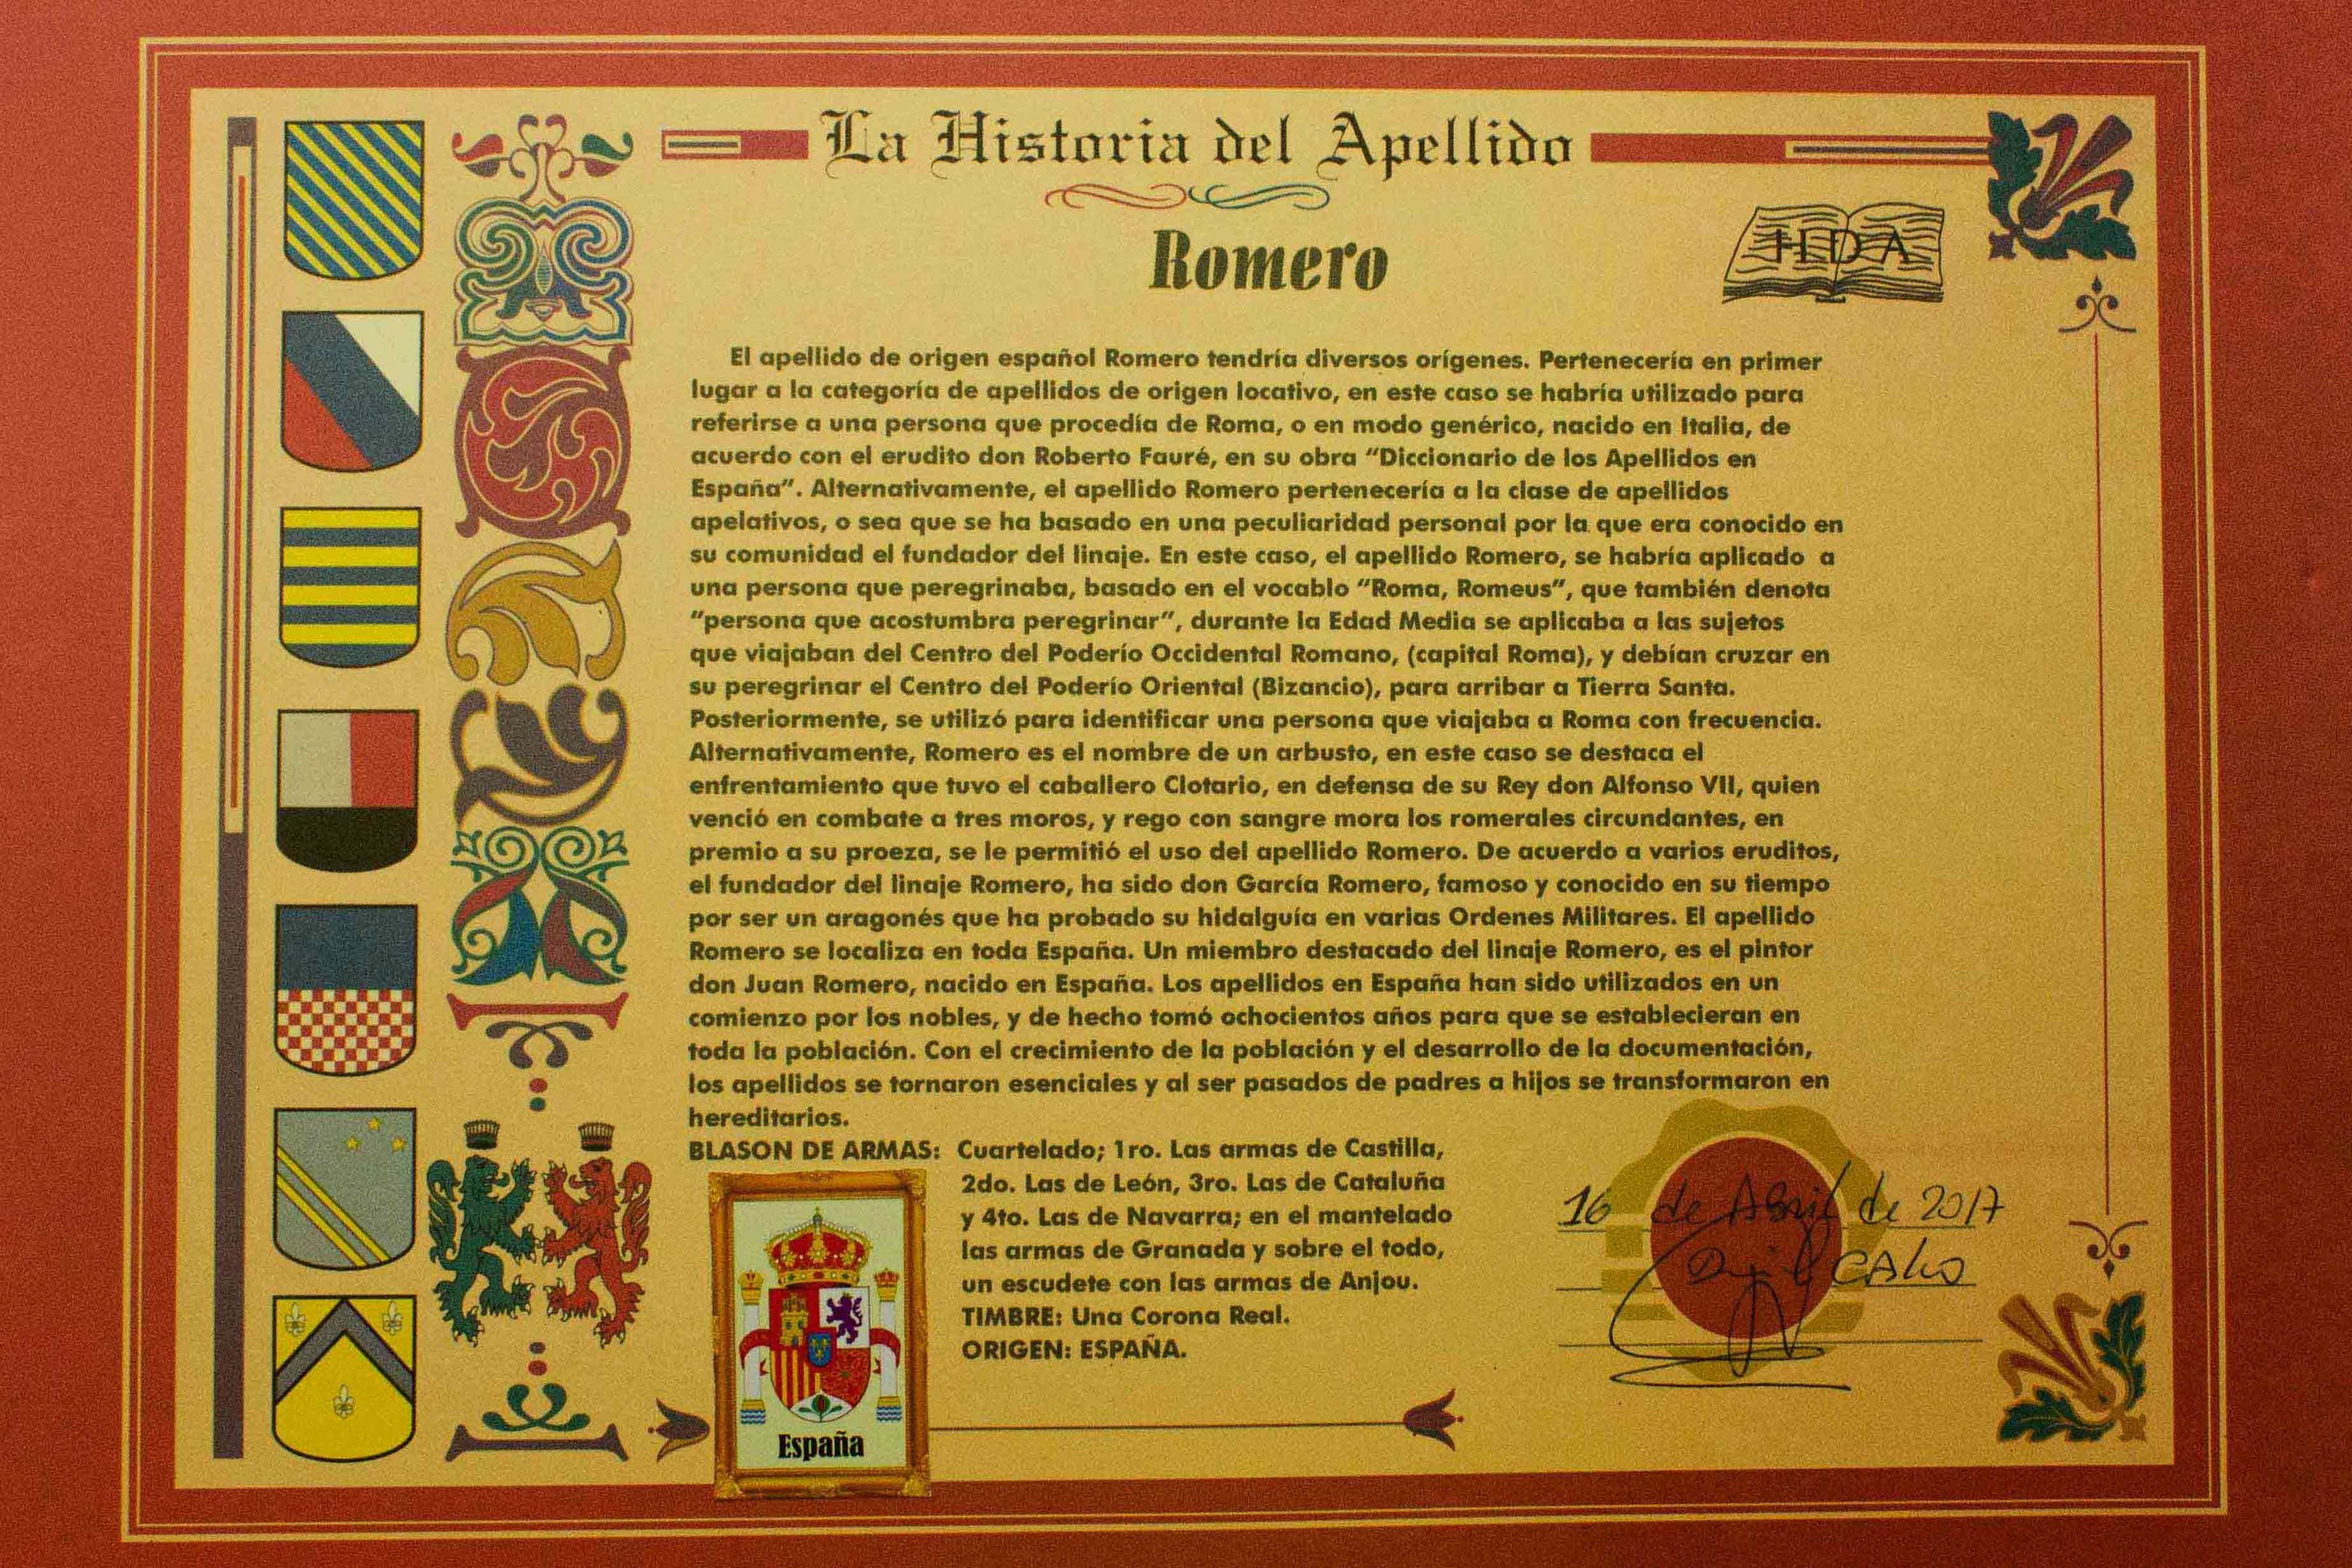 La Historia del Apellido
Romero
HDA
El apellido de origen español Romero tendría diversos orígenes. Pertenecería en primer
lugar a la categoría de apellidos de origen locativo, en este caso se habría utilizado para
referirse a una persona que procedía de Roma, o en modo genérico, nacido en Italia, de
acuerdo con el erudito don Roberto Fauré, en su obra “Diccionario de los Apellidos en
España”. Alternativamente, el apellido Romero pertenecería a la clase de apellidos
apelativos, o sea que se ha basado en una peculiaridad personal por la que era conocido en
su comunidad el fundador del linaje. En este caso, el apellido Romero, se habría aplicado a
una persona que peregrinaba, basado en el vocablo “Roma, Romeus”, que también denota
“persona que acostumbra peregrinar”, durante la Edad Media se aplicaba a las sujetos
que viajaban del Centro del Poderío Occidental Romano, (capital Roma), y debían cruzar en
su peregrinar el Centro del Poderío Oriental (Bizancio), para arribar a Tierra Santa.
Posteriormente, se utilizó para identificar una persona que viajaba a Roma con frecuencia.
Alternativamente, Romero es el nombre de un arbusto, en este caso se destaca el
enfrentamiento que tuvo el caballero Clotario, en defensa de su Rey don Alfonso VII, quien
venció en combate a tres moros, y rego con sangre mora los romerales circundantes, en
premio a su proeza, se le permitió el uso del apellido Romero. De acuerdo a varios eruditos,
el fundador del linaje Romero, ha sido don García Romero, famoso y conocido en su tiempo
por ser un aragonés que ha probado su hidalguía en varias Ordenes Militares. El apellido
Romero se localiza en toda España. Un miembro destacado del linaje Romero, es el pintor
don Juan Romero, nacido en España. Los apellidos en España han sido utilizados en un
comienzo por los nobles, y de hecho tomó ochocientos años para que se establecieran en
toda la población. Con el crecimiento de la población y el desarrollo de la documentación,
los apellidos se tornaron esenciales y al ser pasados de padres a hijos se transformaron en
hereditarios.
BLASON DE ARMAS: Cuartelado; 1ro. Las armas de Castilla,
2do. Las de León, 3ro. Las de Cataluña
y 4to. Las de Navarra; en el mantelado
las armas de Granada y sobre el todo,
un escudete con las armas de Anjou.
TIMBRE: Una Corona Real.
ORIGEN: ESPAÑA.
España
16 de Abril de 2017